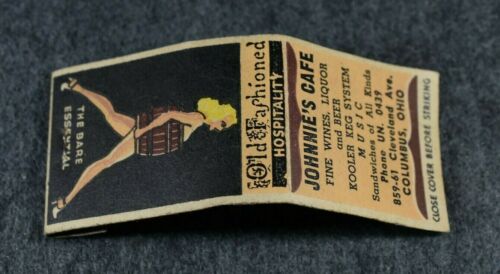 THE BARE
ESSENTIAL
Old Fashioned
HOSPITALITY
JOHNNIE'S CAFE
FINE WINES, LIQUOR
and BEER
KOOLER KEG SYSTEM
MUSIC
Sandwiches of All Kinds
Phone UN. 0439
859-61 Cleveland Ave.
COLUMBUS, OHIO
CLOSE COVER BEFORE STRIKING